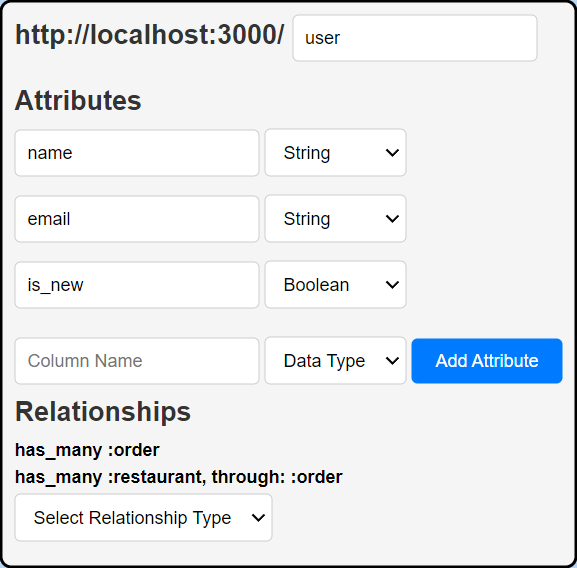 http://localhost:3000/ user
Attributes
name String
email String
is_new Boolean
Column Name Data Type Add Attribute
Relationships
has_many :order
has_many :restaurant, through: :order
Select Relationship Type